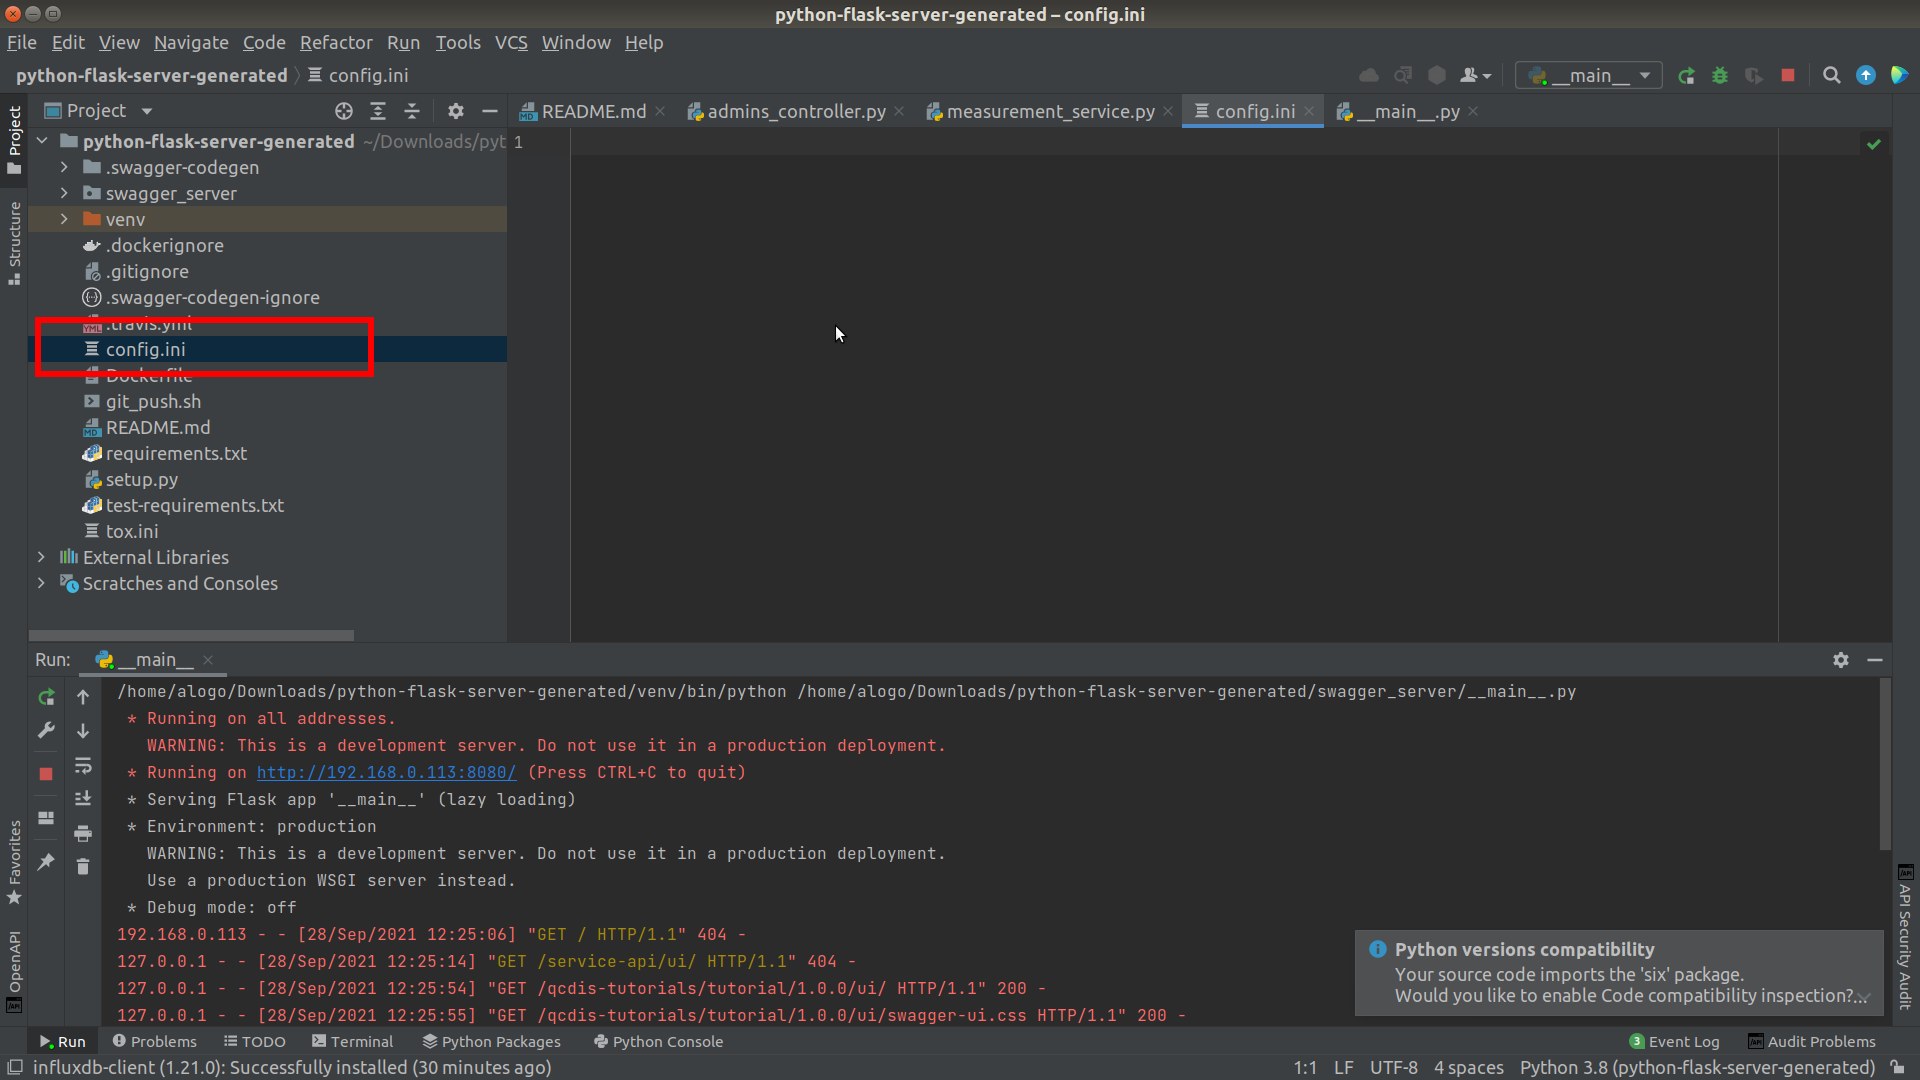 python-flask-server-generated – config.ini
File Edit View Navigate Code Refactor Run Tools VCS Window Help
python-flask-server-generated config.ini
__main__
Project
README.md admins_controller.py measurement_service.py config.ini __main__.py
Project
Structure
python-flask-server-generated ~/Downloads/pyt
1
.swagger-codegen
swagger_server
venv
.dockerignore
.gitignore
.swagger-codegen-ignore
.travis.yml
config.ini
Dockerfile
git_push.sh
README.md
requirements.txt
setup.py
test-requirements.txt
tox.ini
External Libraries
Scratches and Consoles
Run: __main__
/home/alogo/Downloads/python-flask-server-generated/venv/bin/python /home/alogo/Downloads/python-flask-server-generated/swagger_server/__main__.py
* Running on all addresses.
WARNING: This is a development server. Do not use it in a production deployment.
* Running on http://192.168.0.113:8080/ (Press CTRL+C to quit)
* Serving Flask app '__main__' (lazy loading)
* Environment: production
WARNING: This is a development server. Do not use it in a production deployment.
Use a production WSGI server instead.
* Debug mode: off
192.168.0.113 - - [28/Sep/2021 12:25:06] "GET / HTTP/1.1" 404 -
127.0.0.1 - - [28/Sep/2021 12:25:14] "GET /service-api/ui/ HTTP/1.1" 404 -
127.0.0.1 - - [28/Sep/2021 12:25:54] "GET /qcdis-tutorials/tutorial/1.0.0/ui/ HTTP/1.1" 200 -
127.0.0.1 - - [28/Sep/2021 12:25:55] "GET /qcdis-tutorials/tutorial/1.0.0/ui/swagger-ui.css HTTP/1.1" 200 -
Favorites
OpenAPI
API Security Audit
Python versions compatibility
Your source code imports the 'six' package.
Would you like to enable Code compatibility inspection?...
Run Problems TODO Terminal Python Packages Python Console 3 Event Log Audit Problems
influxdb-client (1.21.0): Successfully installed (30 minutes ago) 1:1 LF UTF-8 4 spaces Python 3.8 (python-flask-server-generated)